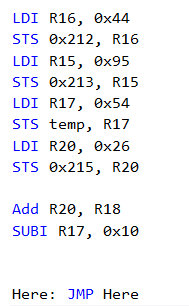 LDI R16, 0x44
STS 0x212, R16
LDI R15, 0x95
STS 0x213, R15
LDI R17, 0x54
STS temp, R17
LDI R20, 0x26
STS 0x215, R20
Add R20, R18
SUBI R17, 0x10
Here: JMP Here